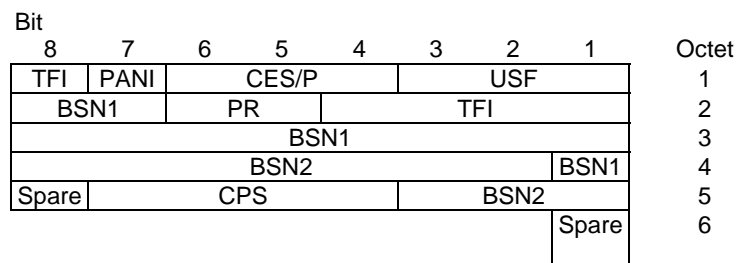 Bit
8 7 6 5 4 3 2 1 Octet
TFI PANI CES/P USF 1
BSN1 PR TFI 2
BSN1 3
BSN2 BSN1 4
Spare CPS BSN2 5
Spare 6